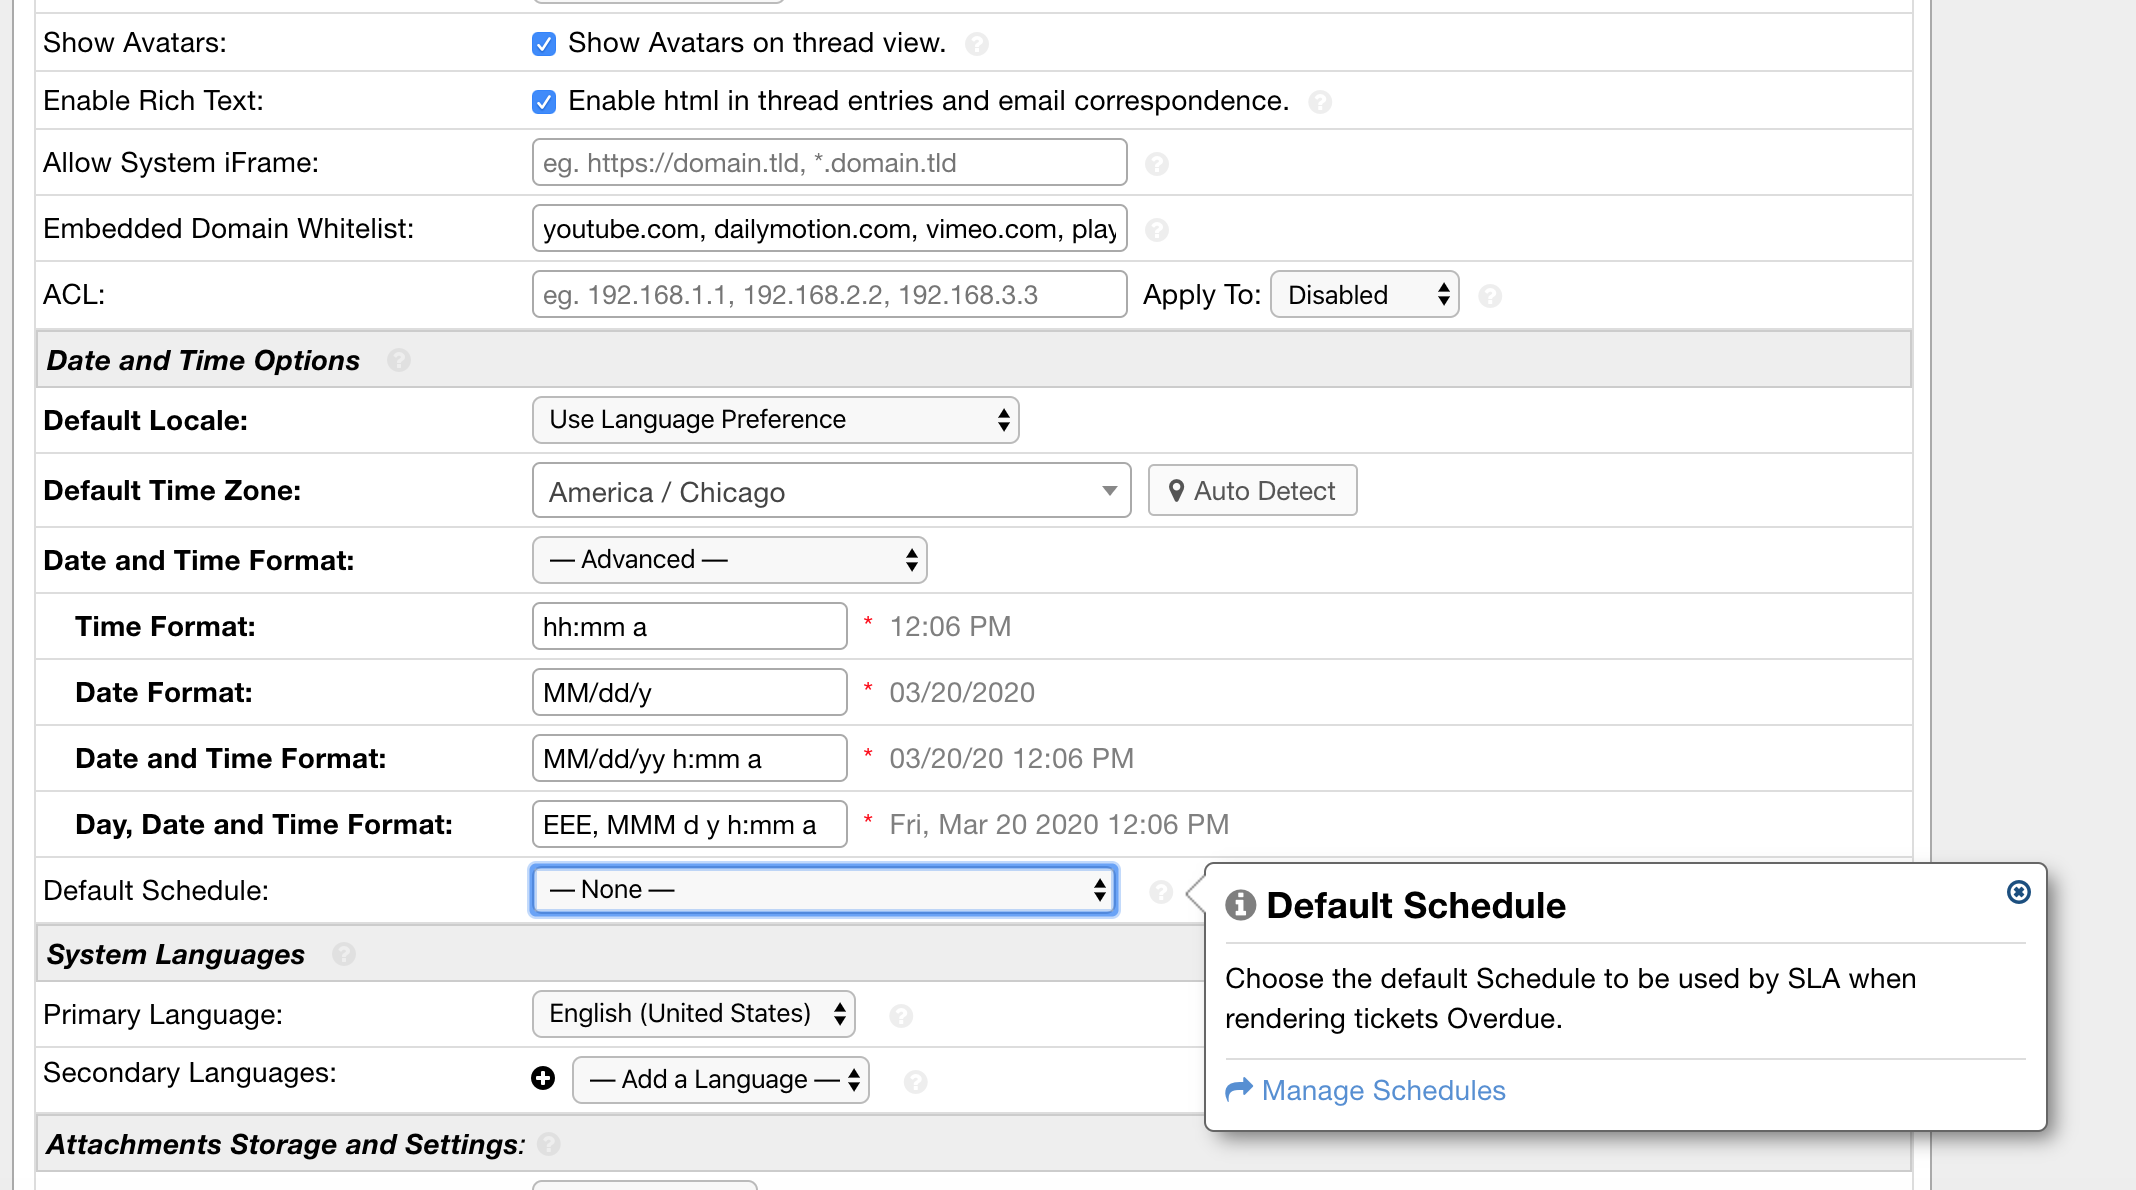 Show Avatars: Show Avatars on thread view.
Enable Rich Text: Enable html in thread entries and email correspondence.
Allow System iFrame: eg. https://domain.tld, *.domain.tld
Embedded Domain Whitelist: youtube.com, dailymotion.com, vimeo.com, play
ACL: eg. 192.168.1.1, 192.168.2.2, 192.168.3.3 Apply To: Disabled
Date and Time Options
Default Locale: Use Language Preference
Default Time Zone: America / Chicago Auto Detect
Date and Time Format: — Advanced —
Time Format: hh:mm a * 12:06 PM
Date Format: MM/dd/y * 03/20/2020
Date and Time Format: MM/dd/yy h:mm a * 03/20/20 12:06 PM
Day, Date and Time Format: EEE, MMM d y h:mm a * Fri, Mar 20 2020 12:06 PM
Default Schedule: — None —
Default Schedule
Choose the default Schedule to be used by SLA when
rendering tickets Overdue.
Manage Schedules
System Languages
Primary Language: English (United States)
Secondary Languages: — Add a Language —
Attachments Storage and Settings: